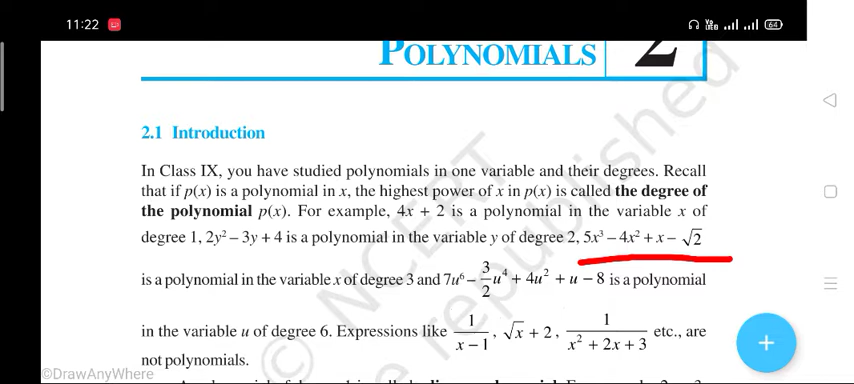 11:22
64
POLYNOMIALS 2
2.1 Introduction
In Class IX, you have studied polynomials in one variable and their degrees. Recall
that if p(x) is a polynomial in x, the highest power of x in p(x) is called the degree of
the polynomial p(x). For example, 4x + 2 is a polynomial in the variable x of
degree 1, 2y² – 3y + 4 is a polynomial in the variable y of degree 2, 5x³ – 4x² + x – √2
is a polynomial in the variable x of degree 3 and 7u⁶ – 3/2 u⁴ + 4u² + u – 8 is a polynomial
in the variable u of degree 6. Expressions like 1/(x – 1), √x + 2, 1/(x² + 2x + 3) etc., are
not polynomials.
© NCERT
be republished
©DrawAnyWhere